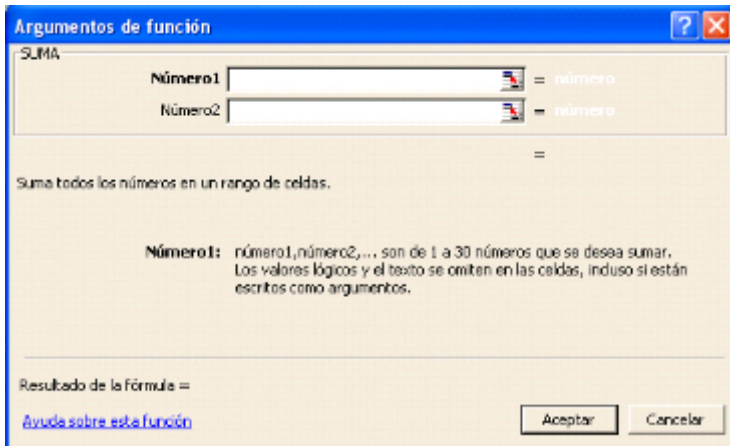 Argumentos de función
SUMA
Número1 = número
Número2 = número
=
Suma todos los números en un rango de celdas.
Número1: número1,número2,... son de 1 a 30 números que se desea sumar.
Los valores lógicos y el texto se omiten en las celdas, incluso si están
escritos como argumentos.
Resultado de la fórmula =
Ayuda sobre esta función
Aceptar Cancelar